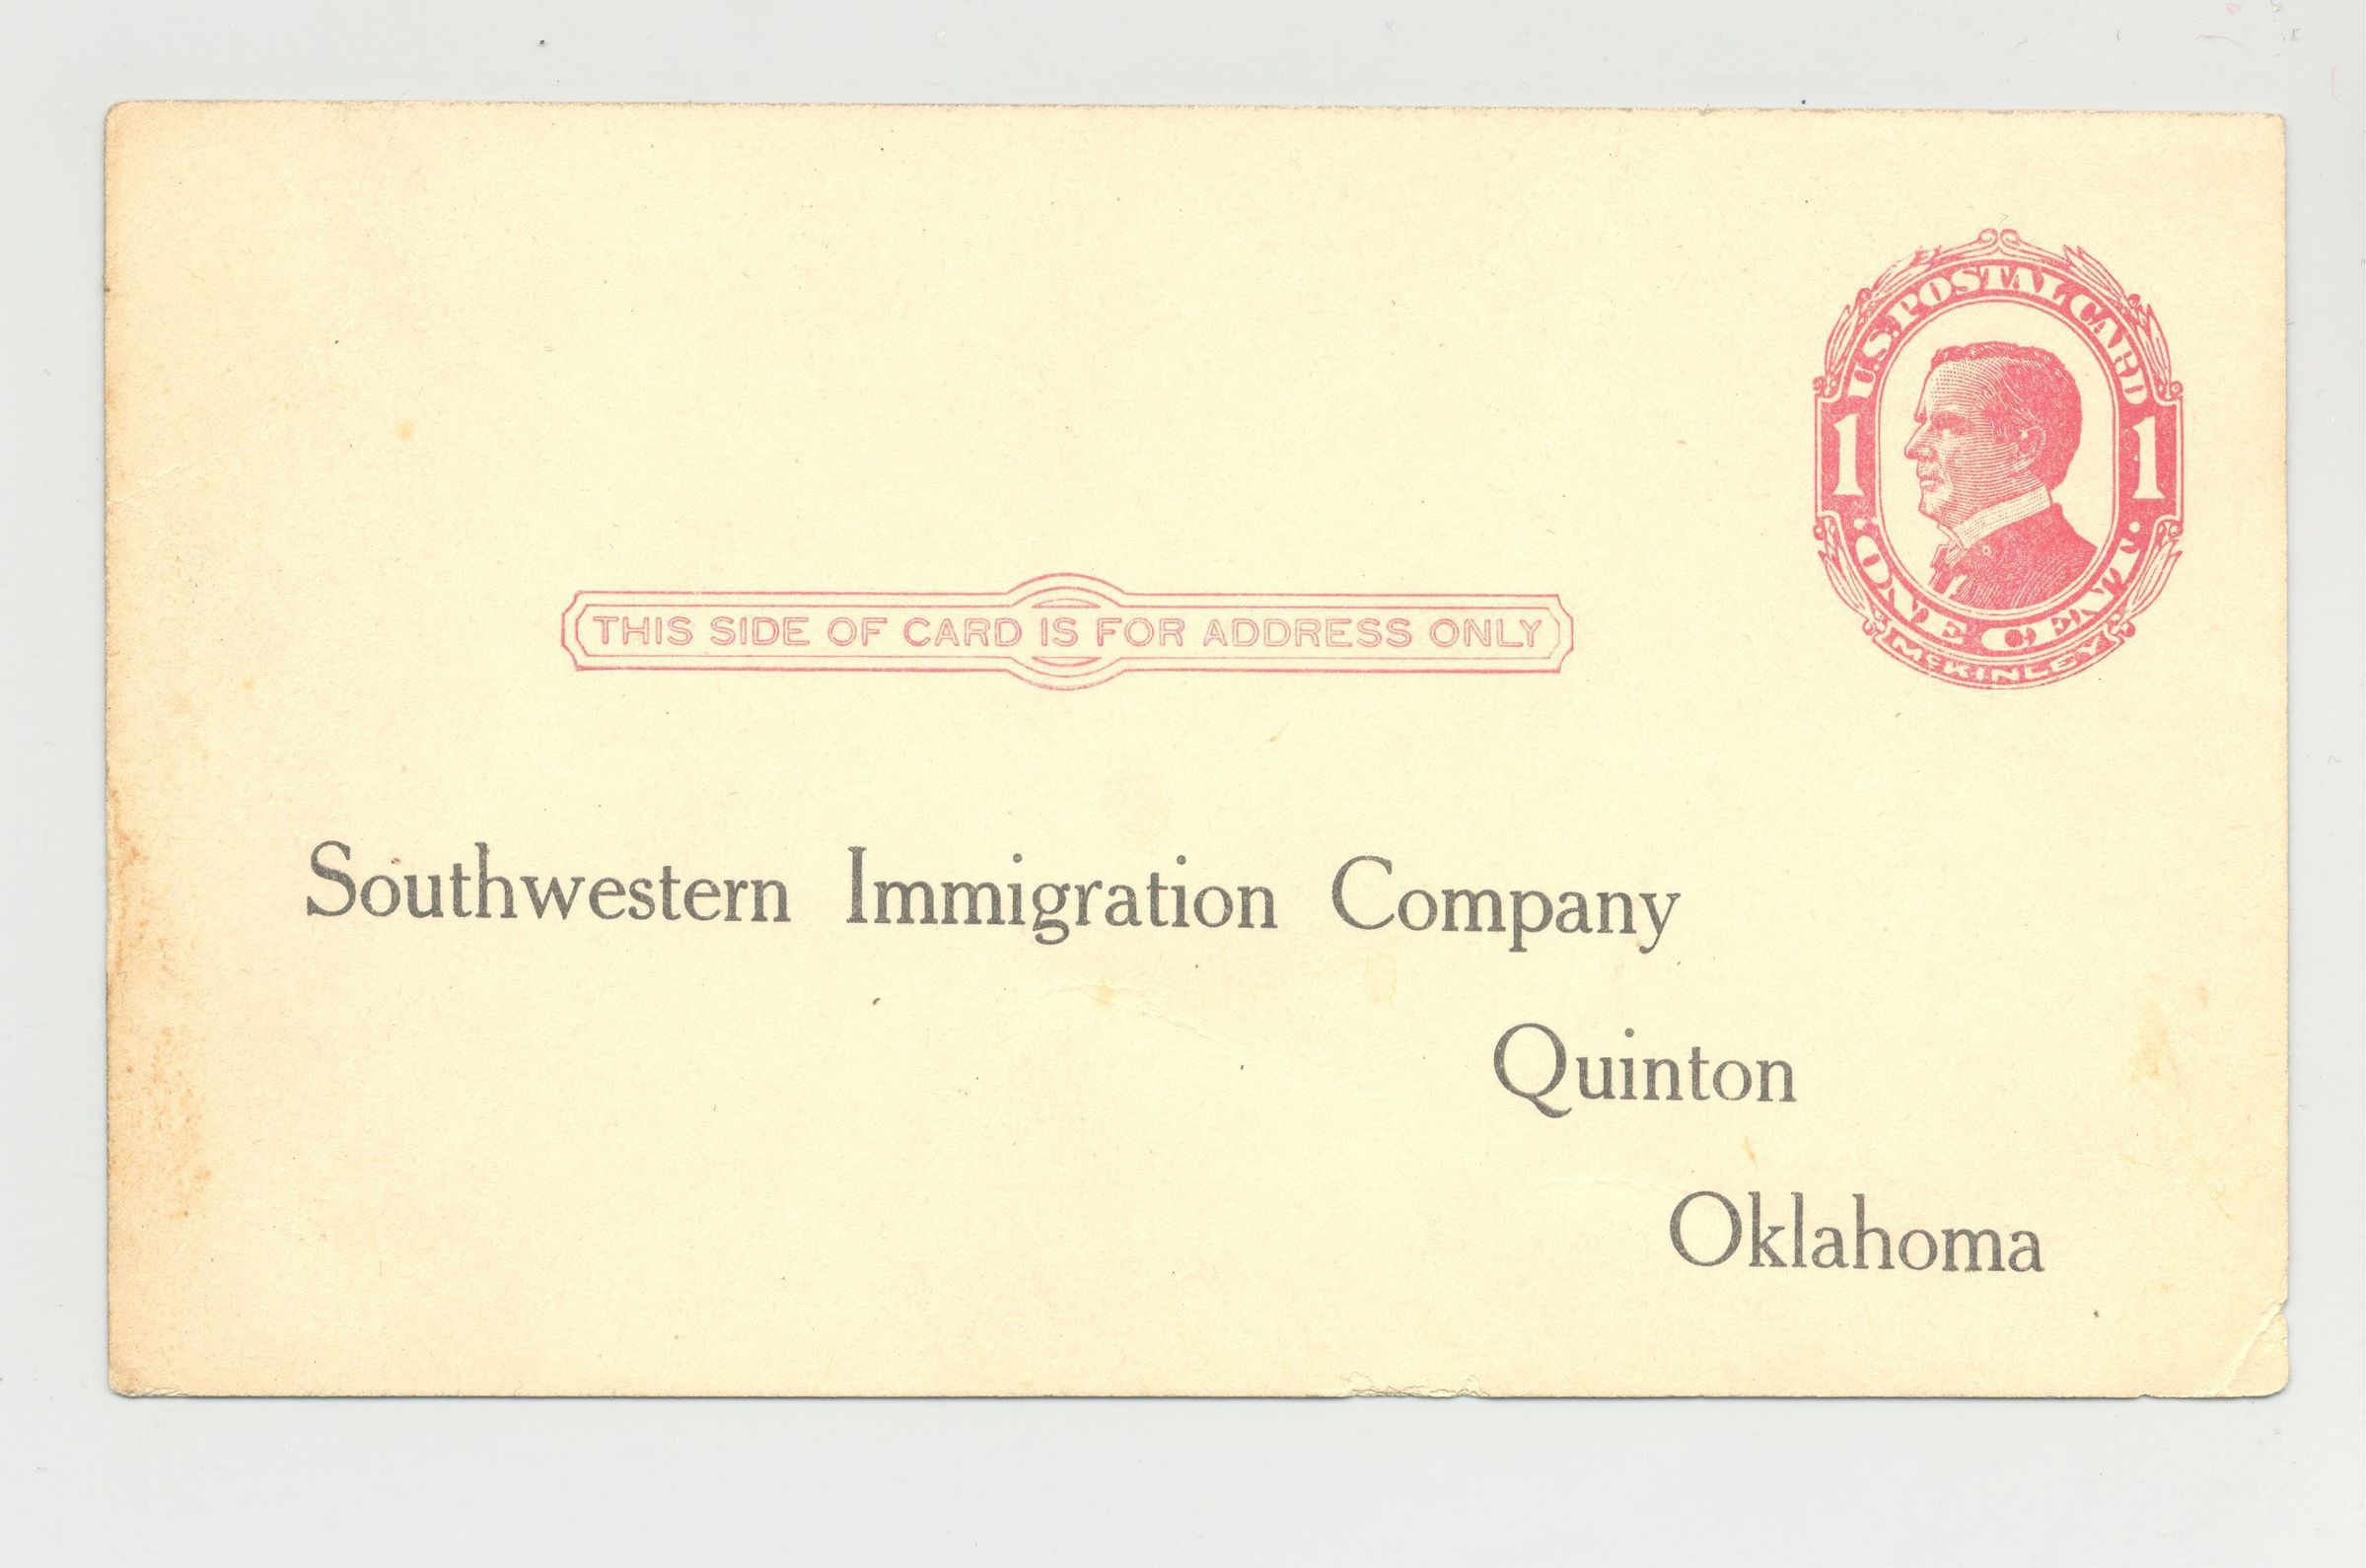 U.S. POSTAL CARD
1 1
ONE CENT
McKINLEY
THIS SIDE OF CARD IS FOR ADDRESS ONLY
Southwestern Immigration Company
Quinton
Oklahoma